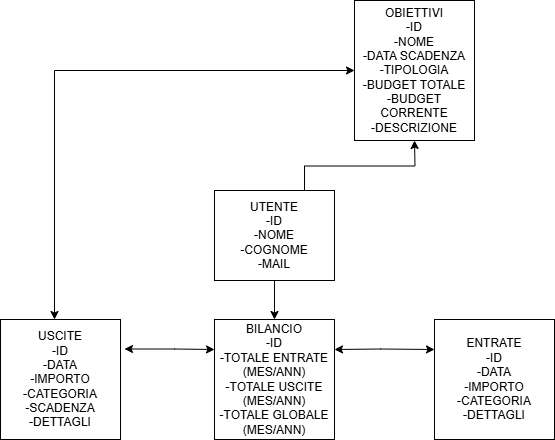 OBIETTIVI
-ID
-NOME
-DATA SCADENZA
-TIPOLOGIA
-BUDGET TOTALE
-BUDGET
CORRENTE
-DESCRIZIONE
UTENTE
-ID
-NOME
-COGNOME
-MAIL
USCITE
-ID
-DATA
-IMPORTO
-CATEGORIA
-SCADENZA
-DETTAGLI
BILANCIO
-ID
-TOTALE ENTRATE
(MES/ANN)
-TOTALE USCITE
(MES/ANN)
-TOTALE GLOBALE
(MES/ANN)
ENTRATE
-ID
-DATA
-IMPORTO
-CATEGORIA
-DETTAGLI